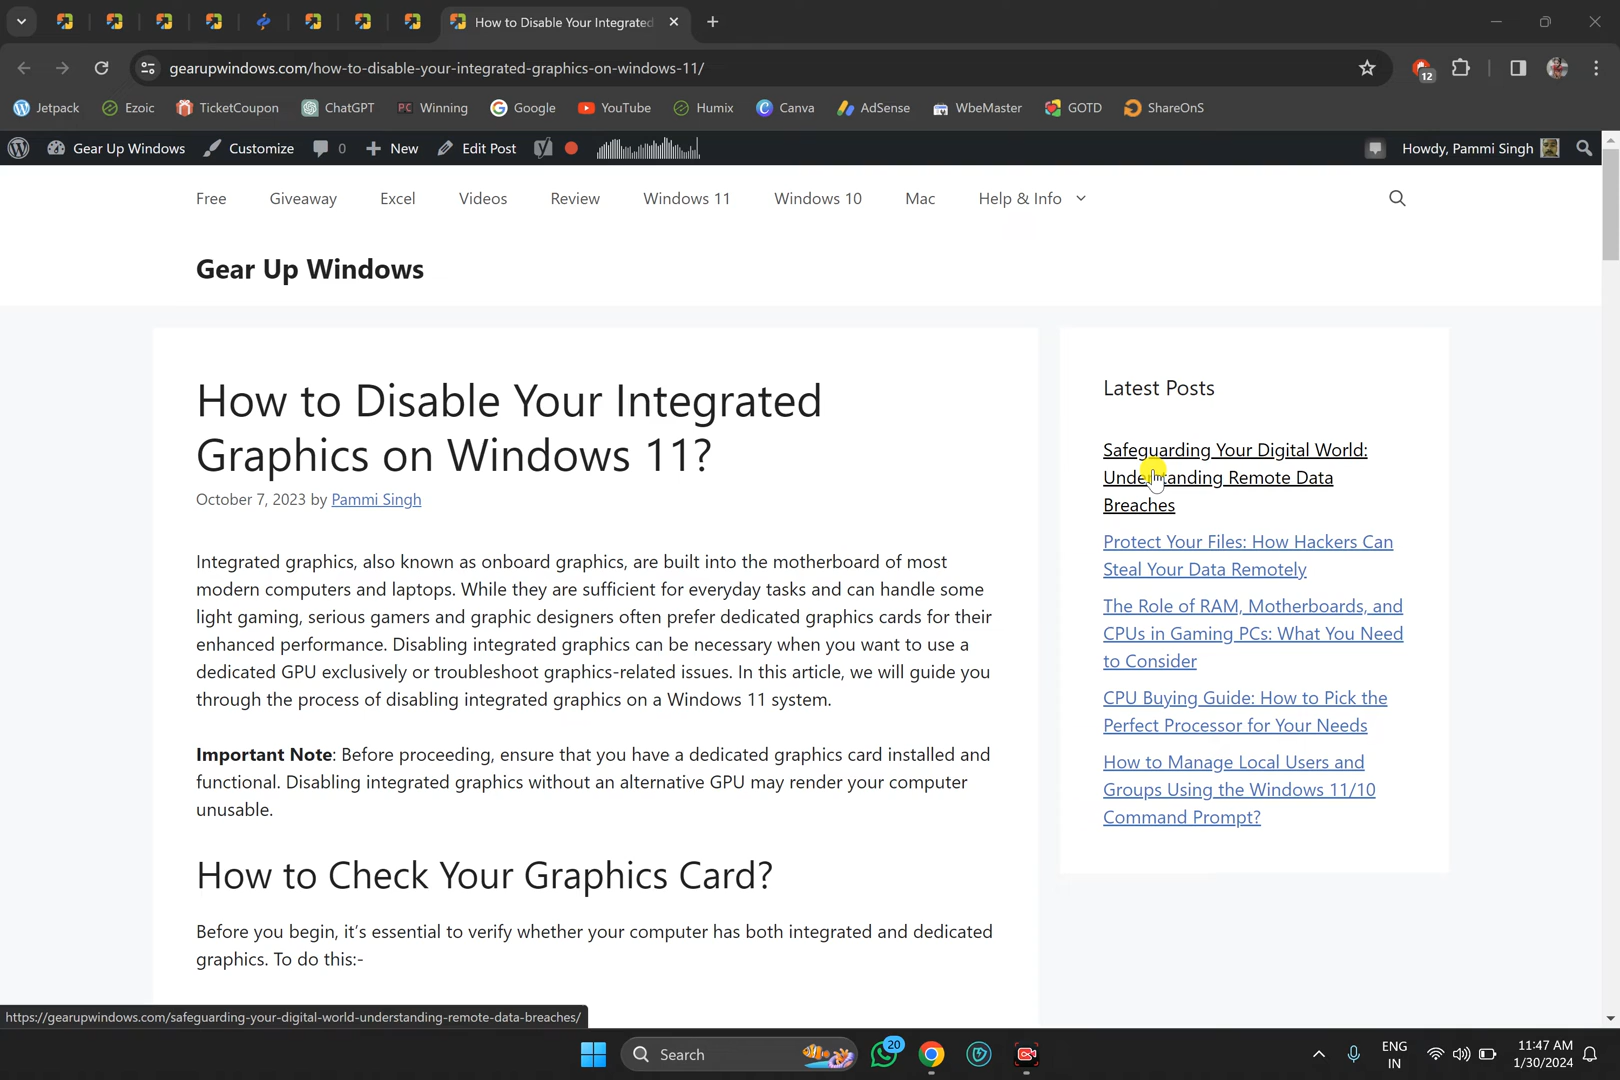 How to Disable Your Integrated
gearupwindows.com/how-to-disable-your-integrated-graphics-on-windows-11/
12
Jetpack Ezoic TicketCoupon ChatGPT Winning Google YouTube Humix Canva AdSense WbeMaster GOTD ShareOnS
Gear Up Windows Customize 0 New Edit Post Howdy, Pammi Singh
Free Giveaway Excel Videos Review Windows 11 Windows 10 Mac Help & Info
Gear Up Windows
How to Disable Your Integrated
Graphics on Windows 11?
October 7, 2023 by Pammi Singh
Integrated graphics, also known as onboard graphics, are built into the motherboard of most
modern computers and laptops. While they are sufficient for everyday tasks and can handle some
light gaming, serious gamers and graphic designers often prefer dedicated graphics cards for their
enhanced performance. Disabling integrated graphics can be necessary when you want to use a
dedicated GPU exclusively or troubleshoot graphics-related issues. In this article, we will guide you
through the process of disabling integrated graphics on a Windows 11 system.
Important Note: Before proceeding, ensure that you have a dedicated graphics card installed and
functional. Disabling integrated graphics without an alternative GPU may render your computer
unusable.
How to Check Your Graphics Card?
Before you begin, it's essential to verify whether your computer has both integrated and dedicated
graphics. To do this:-
Latest Posts
Safeguarding Your Digital World:
Understanding Remote Data
Breaches
Protect Your Files: How Hackers Can
Steal Your Data Remotely
The Role of RAM, Motherboards, and
CPUs in Gaming PCs: What You Need
to Consider
CPU Buying Guide: How to Pick the
Perfect Processor for Your Needs
How to Manage Local Users and
Groups Using the Windows 11/10
Command Prompt?
https://gearupwindows.com/safeguarding-your-digital-world-understanding-remote-data-breaches/
Search
20
ENG
IN
11:47 AM
1/30/2024